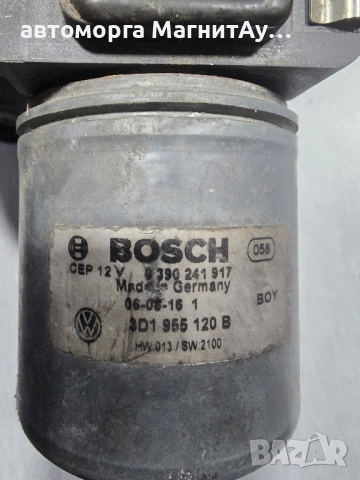 автоморга МагнитАу...
BOSCH
058
CEP 12 V 0 390 241 917
Made in Germany
06-06-16 1
BOY
3D1 955 120 B
HW 013 / SW 2100
BAZAR